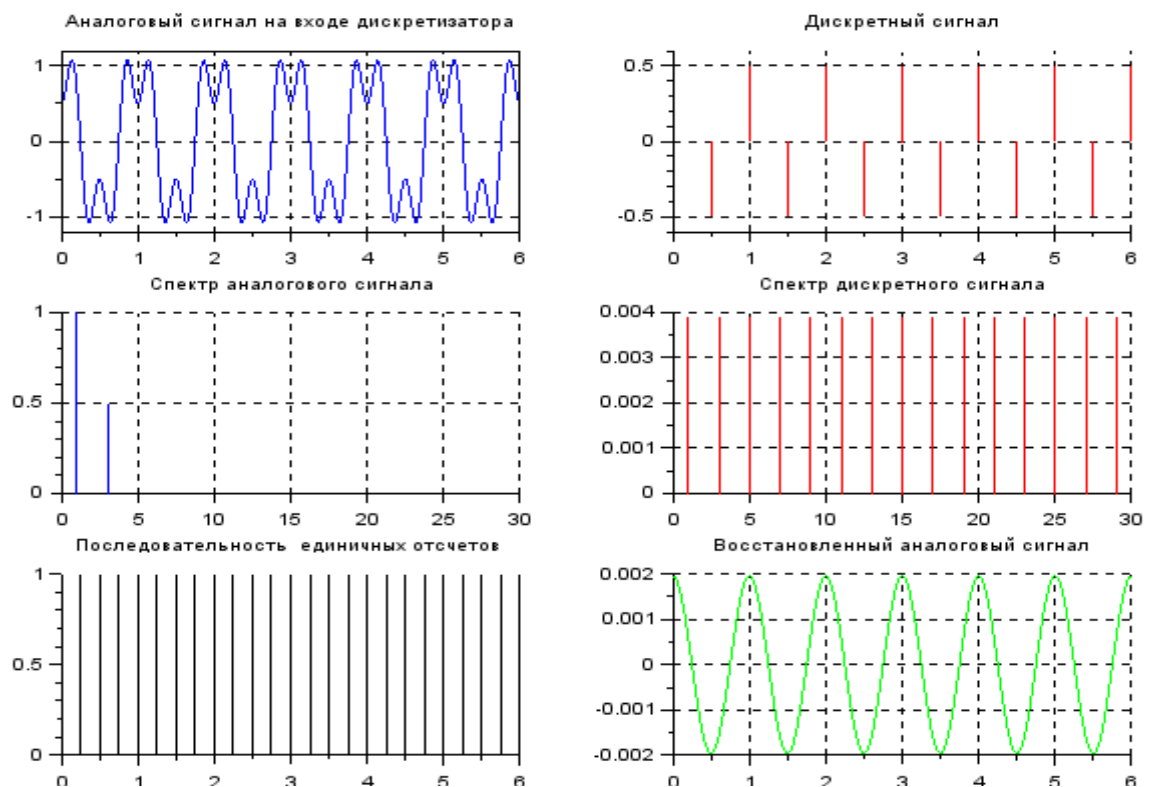 Аналоговый сигнал на входе дискретизатора
1
0
-1
0 1 2 3 4 5 6
Дискретный сигнал
0.5
0
-0.5
0 1 2 3 4 5 6
Спектр аналогового сигнала
1
0.5
0
0 5 10 15 20 25 30
Спектр дискретного сигнала
0.004
0.003
0.002
0.001
0
0 5 10 15 20 25 30
Последовательность единичных отсчетов
1
0.5
0
0 1 2 3 4 5 6
Восстановленный аналоговый сигнал
0.002
0.001
0
-0.001
-0.002
0 1 2 3 4 5 6